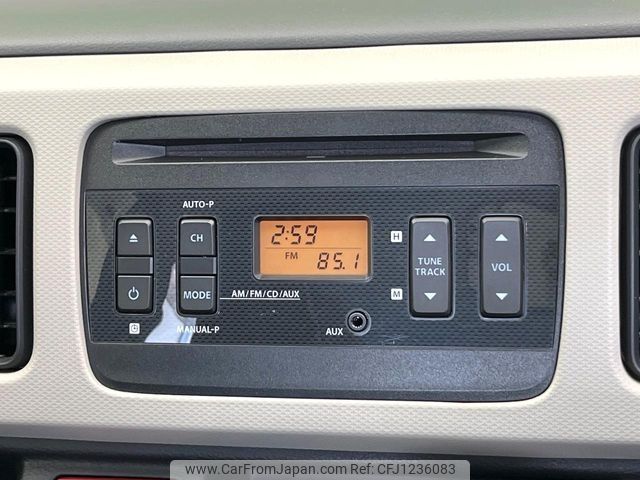 AUTO-P
CH
2:59
H
TUNE
TRACK
VOL
FM
85.1
MODE
AM/FM/CD/AUX
M
MANUAL-P
AUX
www.CarFromJapan.com Ref.CFJ1236083